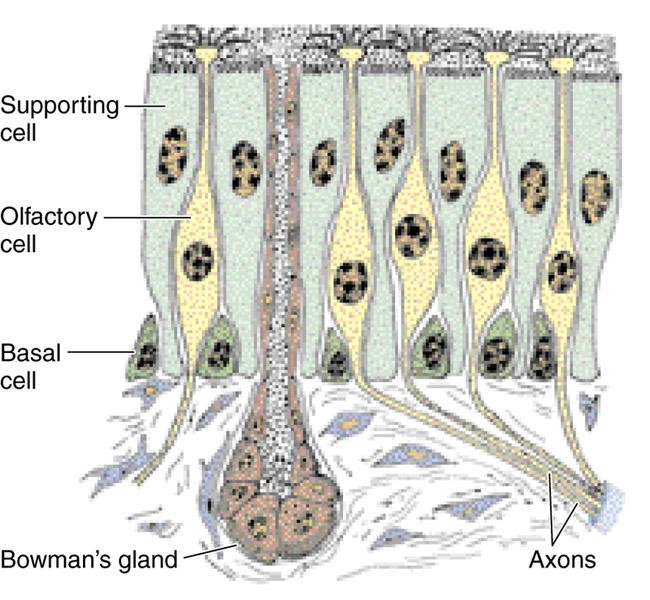 Supporting
cell
Olfactory
cell
Basal
cell
Bowman's gland
Axons